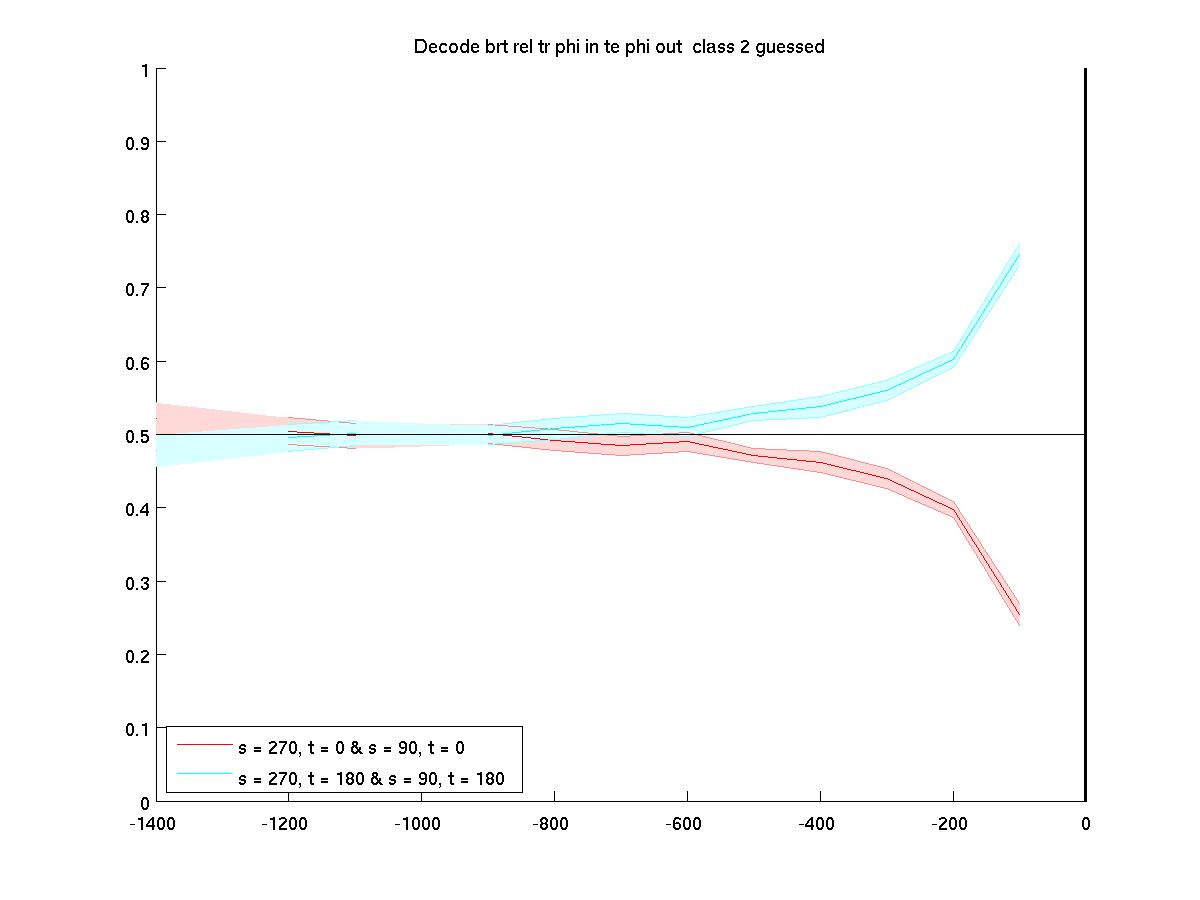 Decode brt rel tr phi in te phi out  class 2 guessed
1
0.9
0.8
0.7
0.6
0.5
0.4
0.3
0.2
0.1
0
s = 270, t = 0 & s = 90, t = 0
s = 270, t = 180 & s = 90, t = 180
-1400 -1200 -1000 -800 -600 -400 -200 0